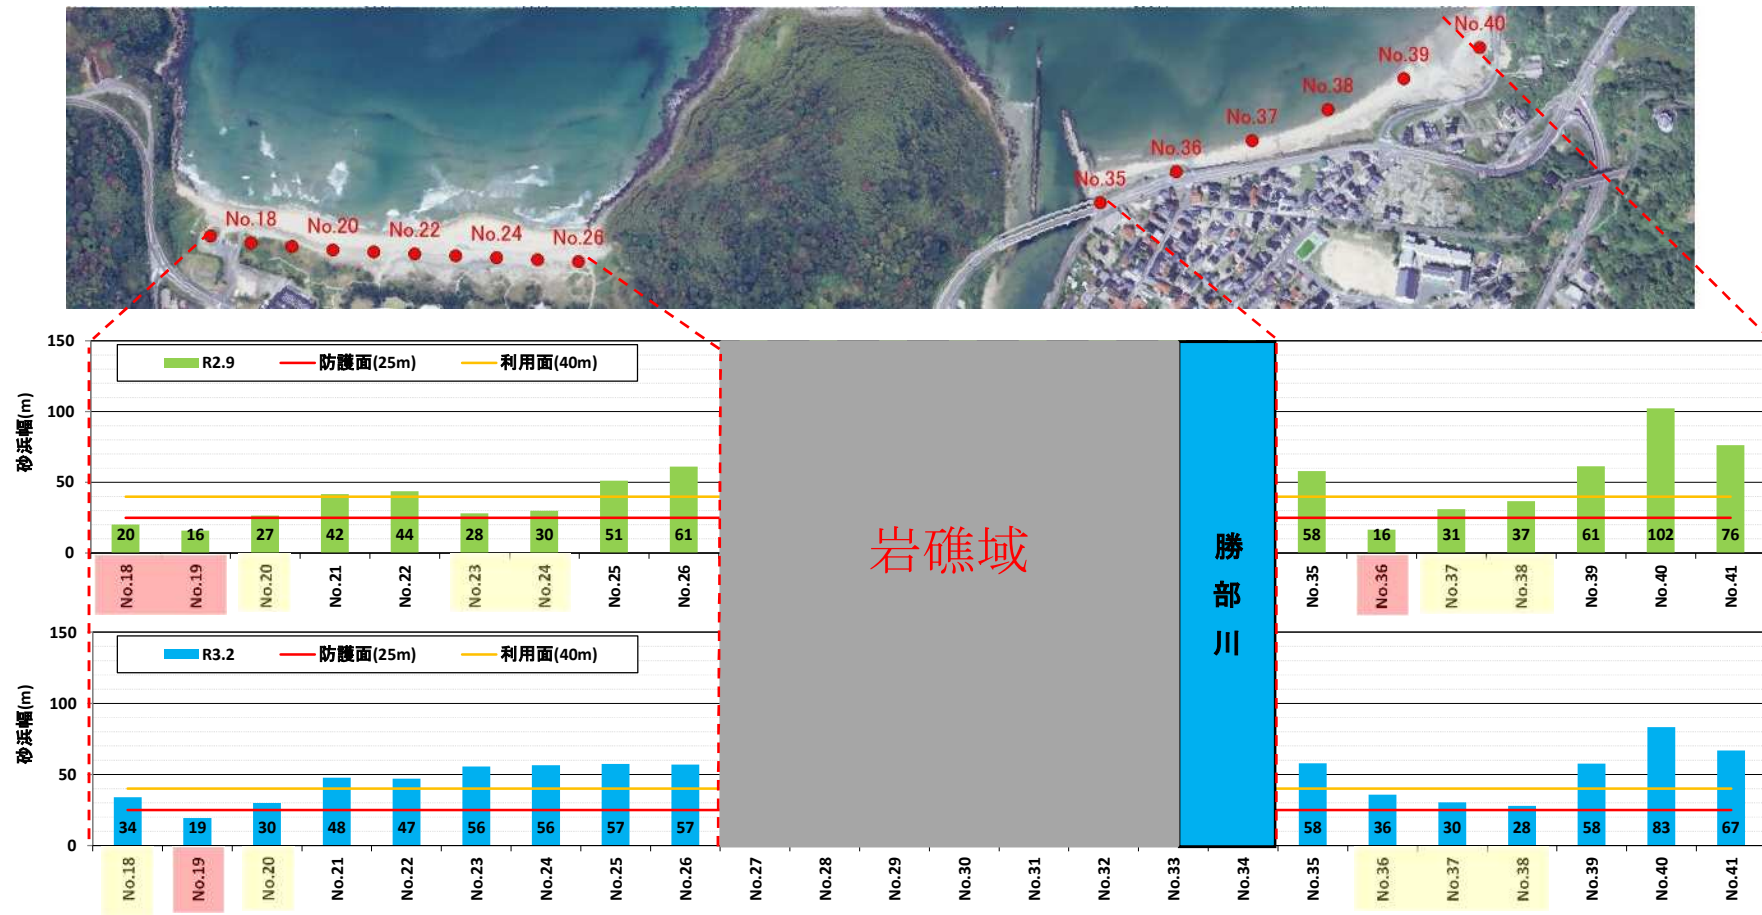 No.40
No.39
No.38
No.37
No.36
No.35
No.18
No.20
No.22
No.24
No.26
150
100
50
0
砂浜幅(m)
R2.9 防護面(25m) 利用面(40m)
20 16 27 42 44 28 30 51 61 58 16 31 37 61 102 76
No.18 No.19 No.20 No.21 No.22 No.23 No.24 No.25 No.26 No.35 No.36 No.37 No.38 No.39 No.40 No.41
岩礁域
勝部川
150
100
50
0
砂浜幅(m)
R3.2 防護面(25m) 利用面(40m)
34 19 30 48 47 56 56 57 57 58 36 30 28 58 83 67
No.18 No.19 No.20 No.21 No.22 No.23 No.24 No.25 No.26 No.27 No.28 No.29 No.30 No.31 No.32 No.33 No.34 No.35 No.36 No.37 No.38 No.39 No.40 No.41